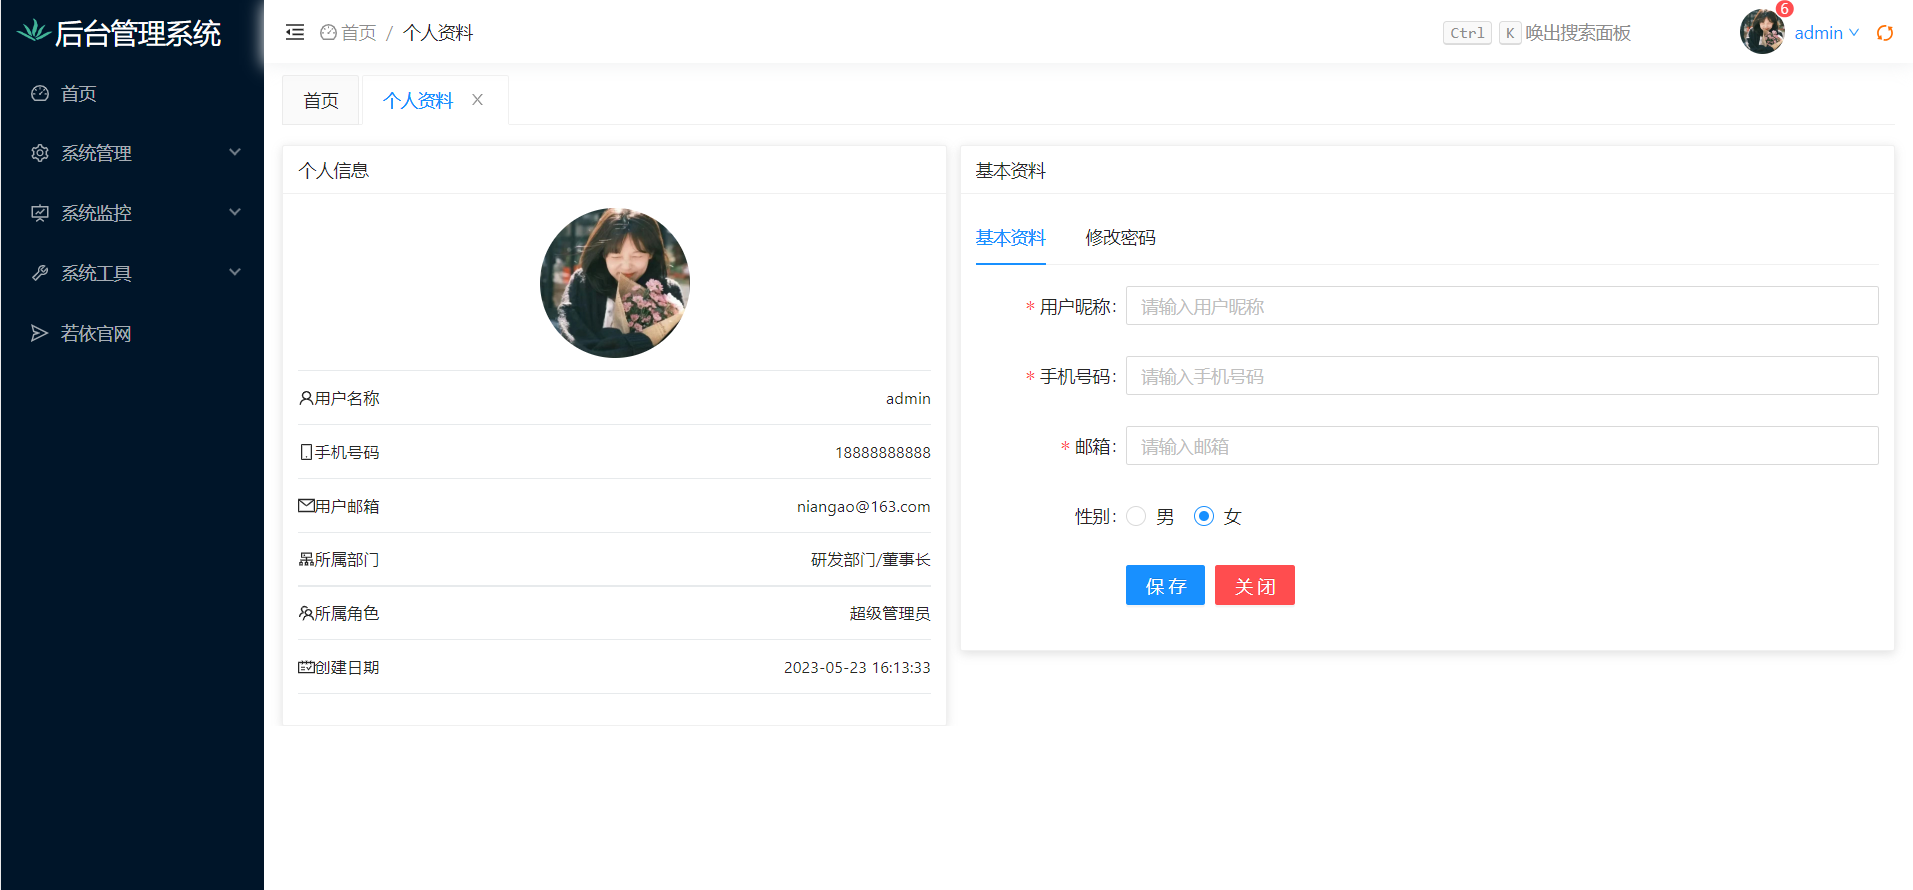 后台管理系统
首页
系统管理
系统监控
系统工具
若依官网
首页 / 个人资料
Ctrl K 唤出搜索面板
6
admin
首页
个人资料
个人信息
用户名称 admin
手机号码 18888888888
用户邮箱 niangao@163.com
所属部门 研发部门/董事长
所属角色 超级管理员
创建日期 2023-05-23 16:13:33
基本资料
基本资料 修改密码
* 用户昵称: 请输入用户昵称
* 手机号码: 请输入手机号码
* 邮箱: 请输入邮箱
性别: 男 女
保存 关闭